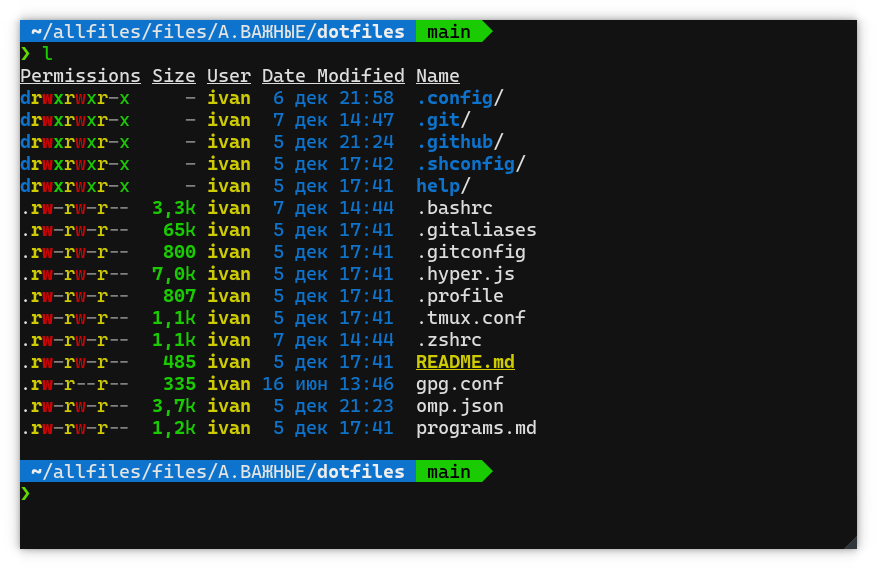 ~/allfiles/files/А.ВАЖНЫЕ/dotfiles main
❯ l
Permissions Size User Date Modified Name
drwxrwxr-x - ivan 6 дек 21:58 .config/
drwxrwxr-x - ivan 7 дек 14:47 .git/
drwxrwxr-x - ivan 5 дек 21:24 .github/
drwxrwxr-x - ivan 5 дек 17:42 .shconfig/
drwxrwxr-x - ivan 5 дек 17:41 help/
.rw-rw-r-- 3,3k ivan 7 дек 14:44 .bashrc
.rw-rw-r-- 65k ivan 5 дек 17:41 .gitaliases
.rw-rw-r-- 800 ivan 5 дек 17:41 .gitconfig
.rw-rw-r-- 7,0k ivan 5 дек 17:41 .hyper.js
.rw-rw-r-- 807 ivan 5 дек 17:41 .profile
.rw-rw-r-- 1,1k ivan 5 дек 17:41 .tmux.conf
.rw-rw-r-- 1,1k ivan 7 дек 14:44 .zshrc
.rw-rw-r-- 485 ivan 5 дек 17:41 README.md
.rw-r--r-- 335 ivan 16 июн 13:46 gpg.conf
.rw-rw-r-- 3,7k ivan 5 дек 21:23 omp.json
.rw-rw-r-- 1,2k ivan 5 дек 17:41 programs.md
~/allfiles/files/А.ВАЖНЫЕ/dotfiles main
❯